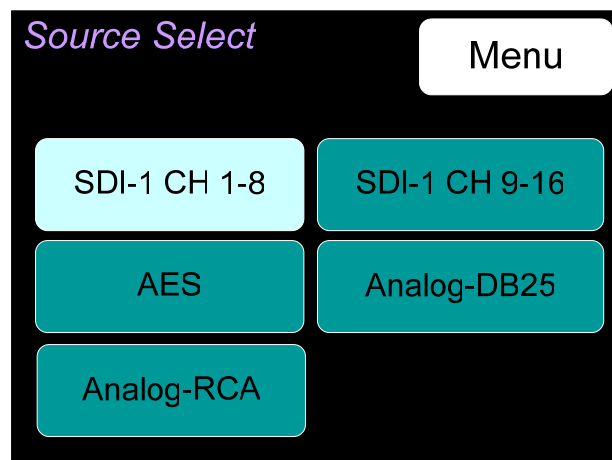 Source Select
Menu
SDI-1 CH 1-8
SDI-1 CH 9-16
AES
Analog-DB25
Analog-RCA